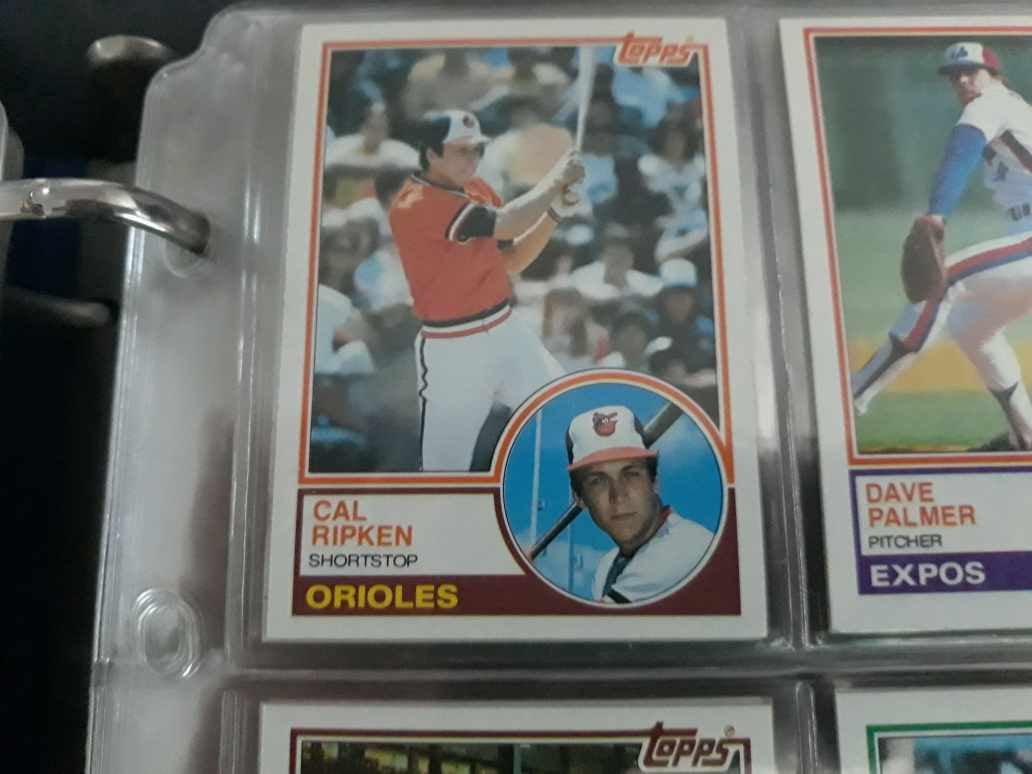 topps
CAL
RIPKEN
SHORTSTOP
ORIOLES
DAVE
PALMER
PITCHER
EXPOS
topps